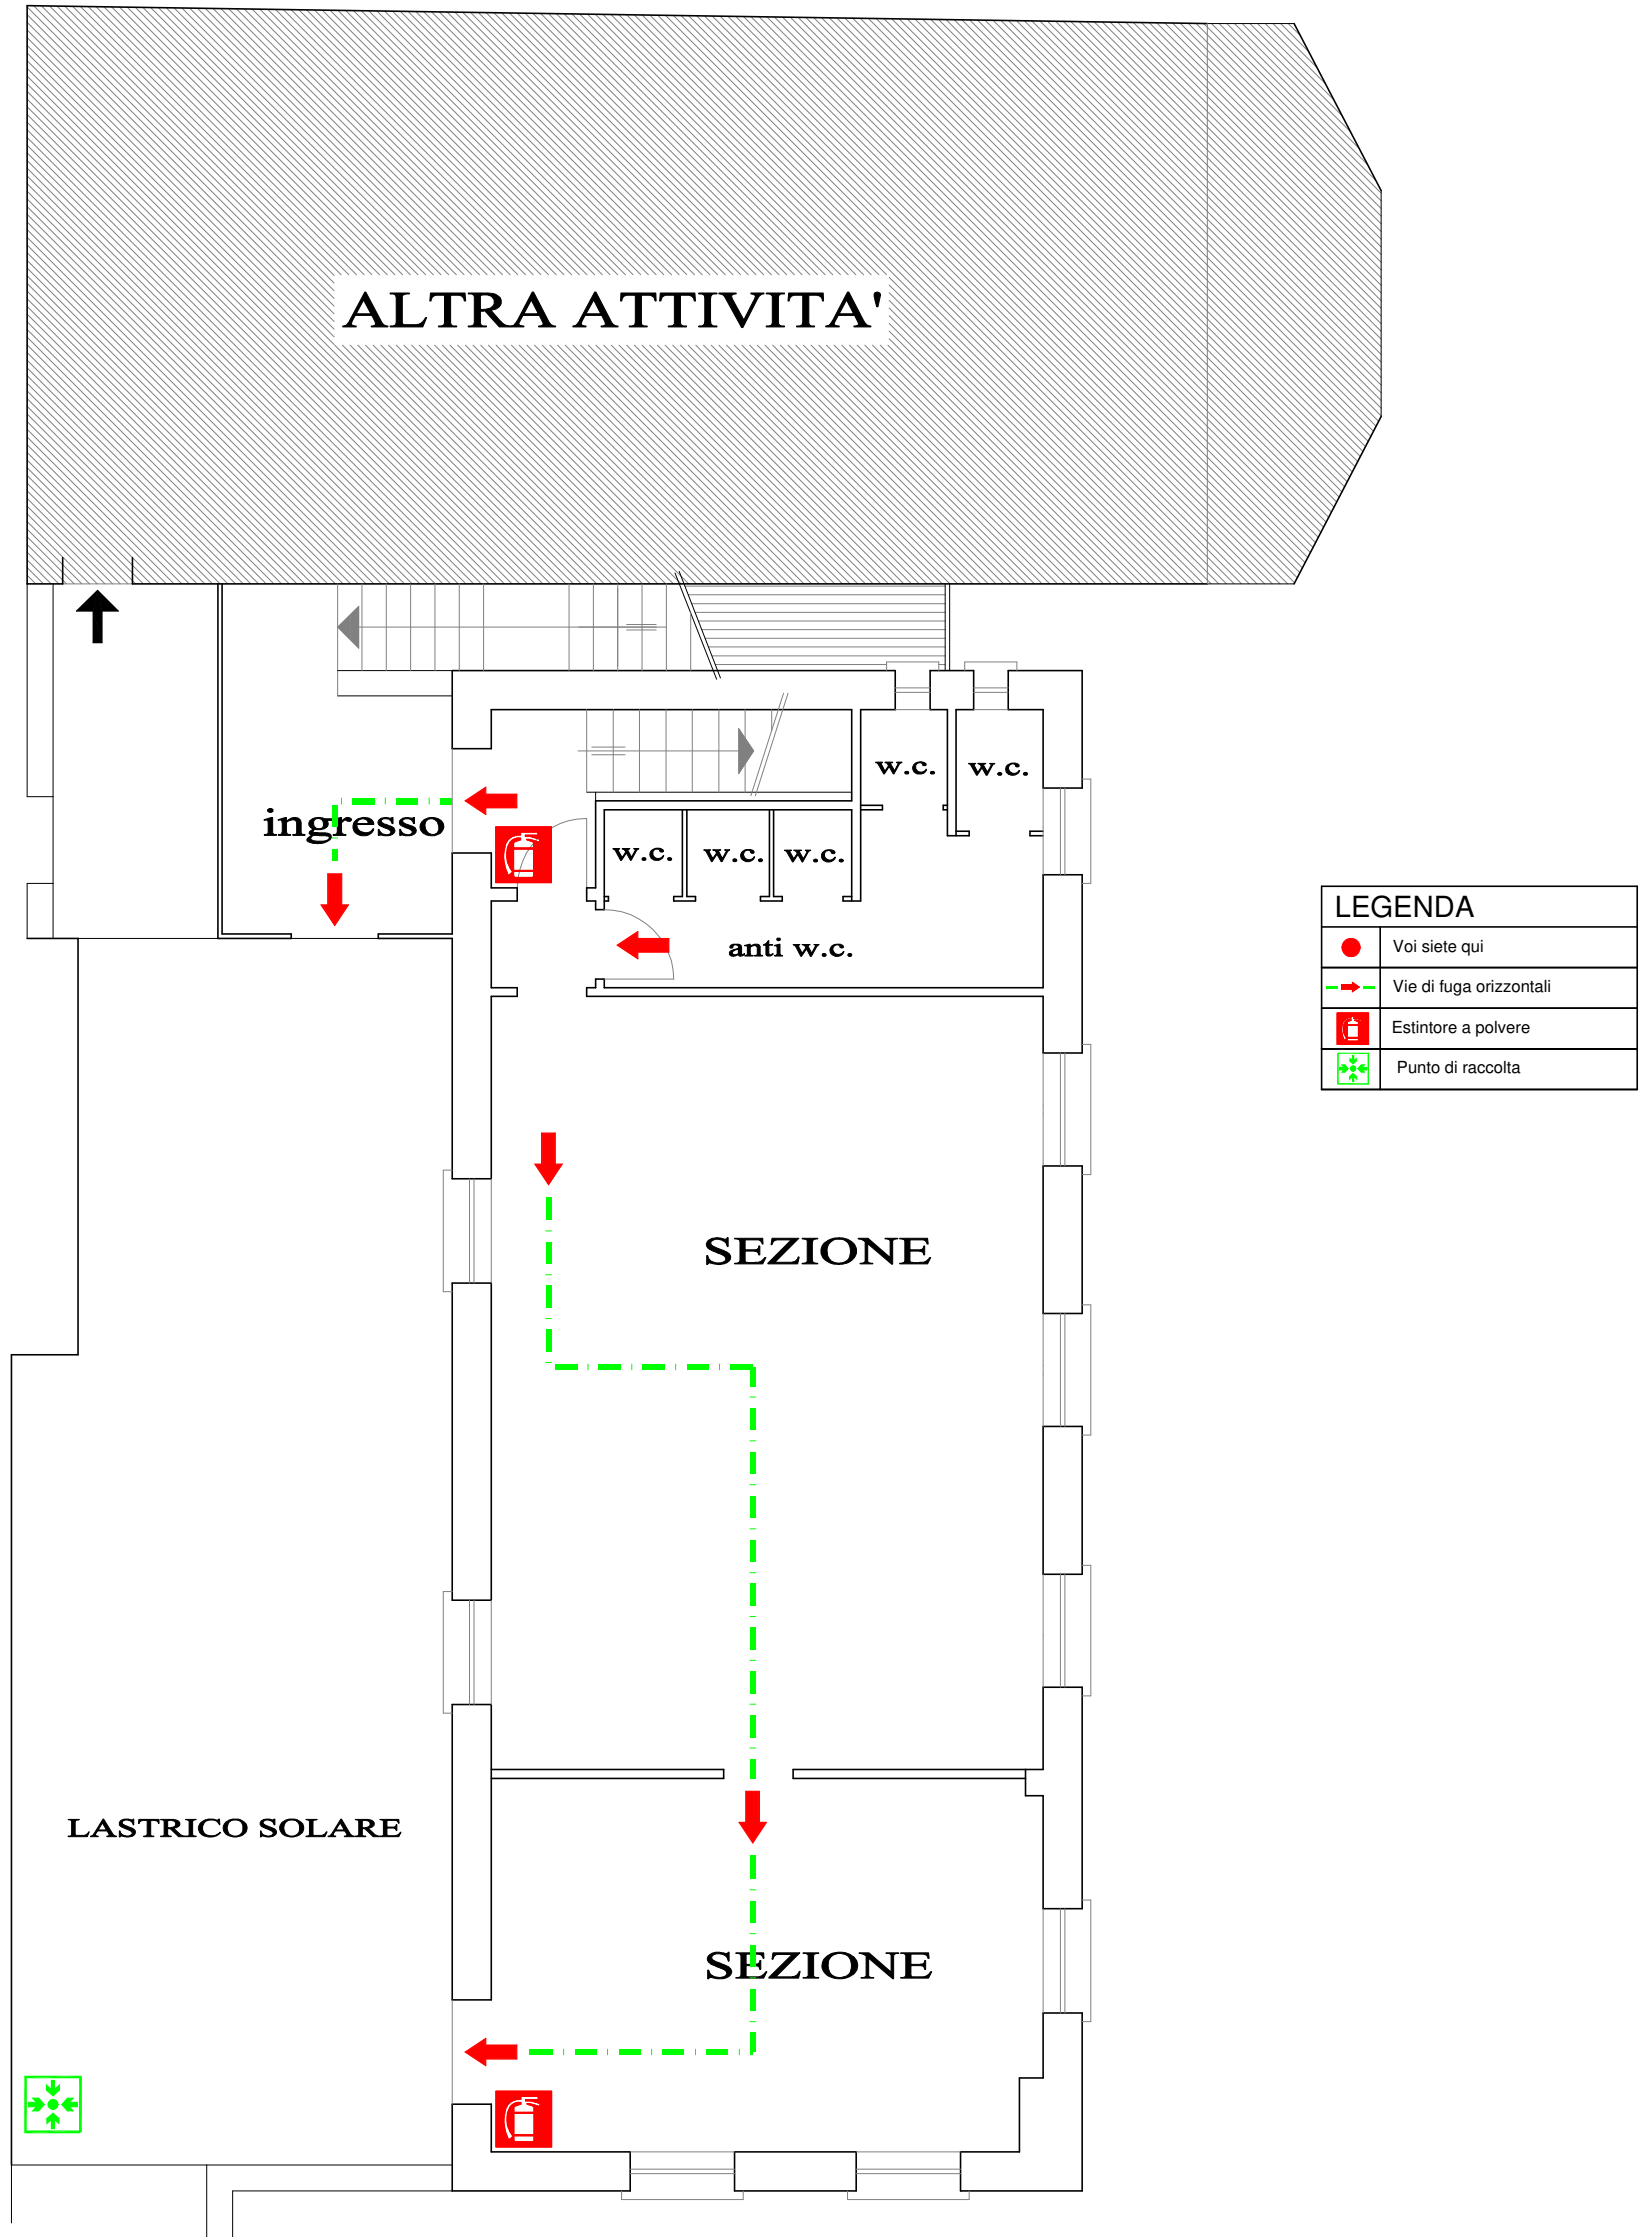 ALTRA ATTIVITA'
w.c.
w.c.
ingresso
w.c.
w.c.
w.c.
anti w.c.
LEGENDA
Voi siete qui
Vie di fuga orizzontali
Estintore a polvere
Punto di raccolta
SEZIONE
LASTRICO SOLARE
SEZIONE